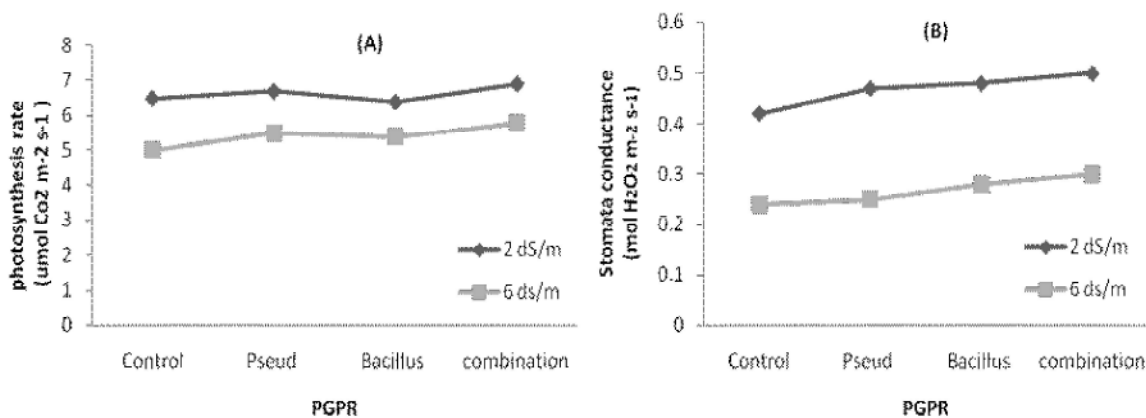 (A)
photosynthesis rate
(umol Co2 m-2 s-1 )
8
7
6
5
4
3
2
1
0
2 dS/m
6 ds/m
Control Pseud Bacillus combination
PGPR
(B)
Stomata conductance
(mol H2O2 m-2 s-1)
0.6
0.5
0.4
0.3
0.2
0.1
0
2 dS/m
6 ds/m
Control Pseud Bacillus combination
PGPR